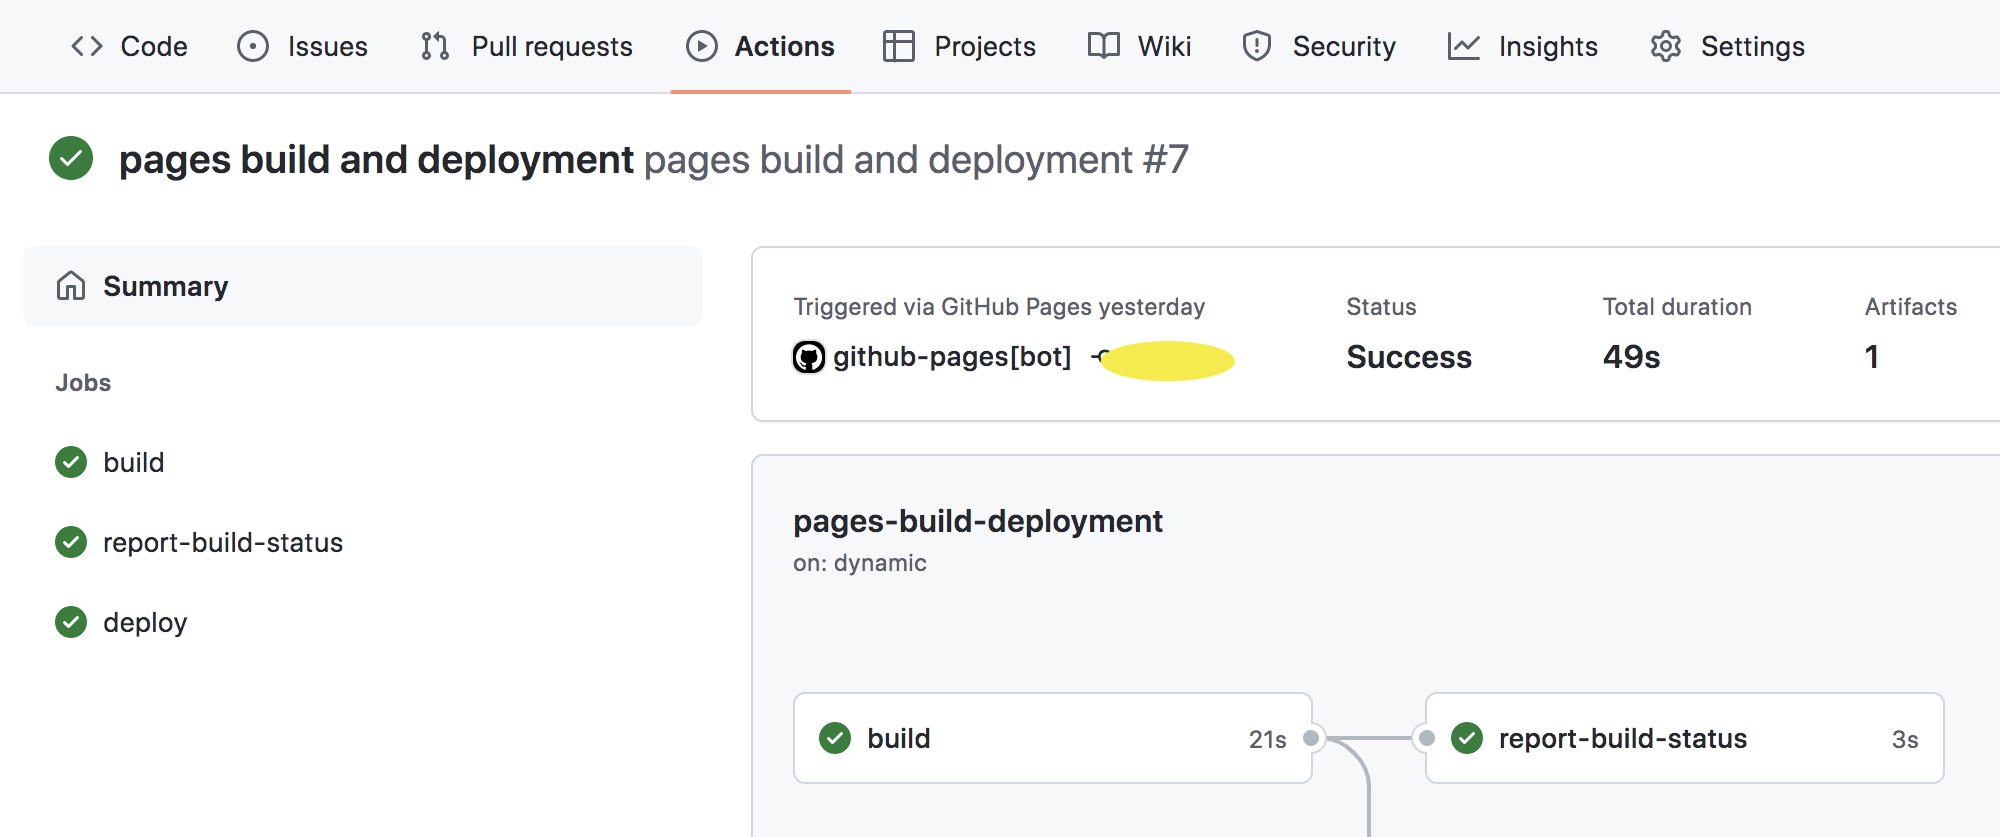 Code Issues Pull requests Actions Projects Wiki Security Insights Settings
pages build and deployment pages build and deployment #7
Summary
Jobs
build
report-build-status
deploy
Triggered via GitHub Pages yesterday
github-pages[bot]
Status
Success
Total duration
49s
Artifacts
1
pages-build-deployment
on: dynamic
build 21s
report-build-status 3s